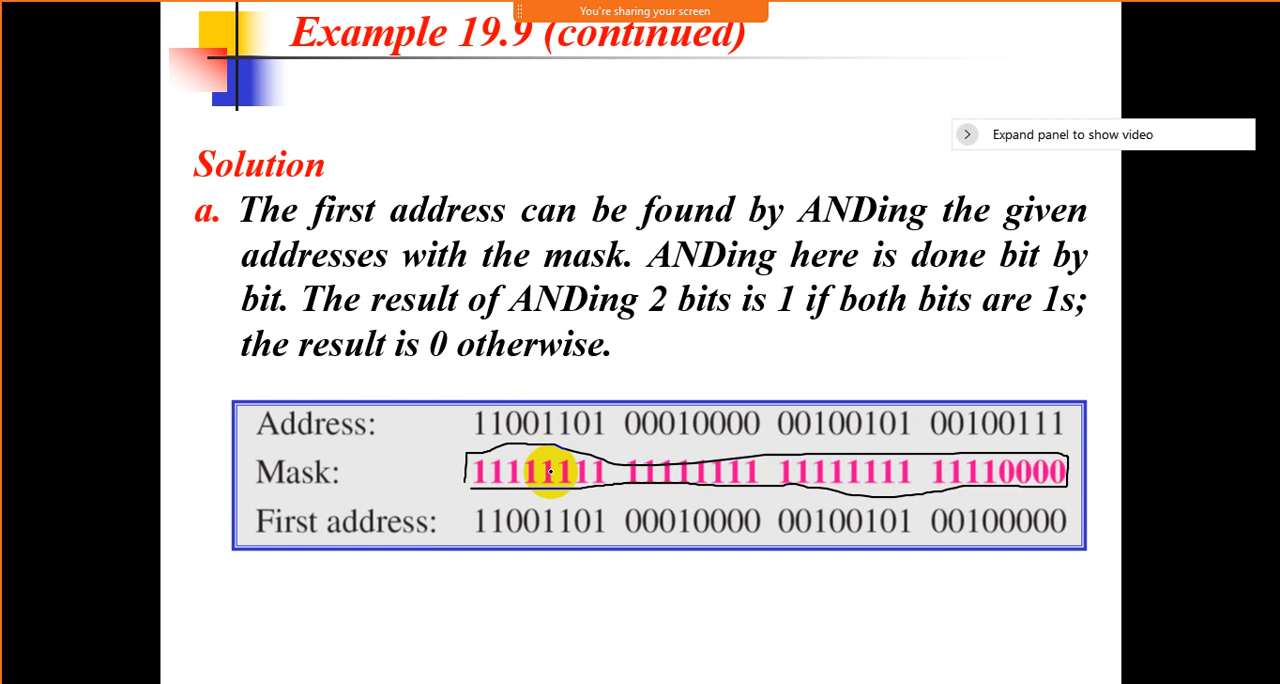 You're sharing your screen
Example 19.9 (continued)
Expand panel to show video
Solution
a. The first address can be found by ANDing the given
addresses with the mask. ANDing here is done bit by
bit. The result of ANDing 2 bits is 1 if both bits are 1s;
the result is 0 otherwise.
Address: 11001101 00010000 00100101 00100111
Mask: 11111111 11111111 11111111 11110000
First address: 11001101 00010000 00100101 00100000